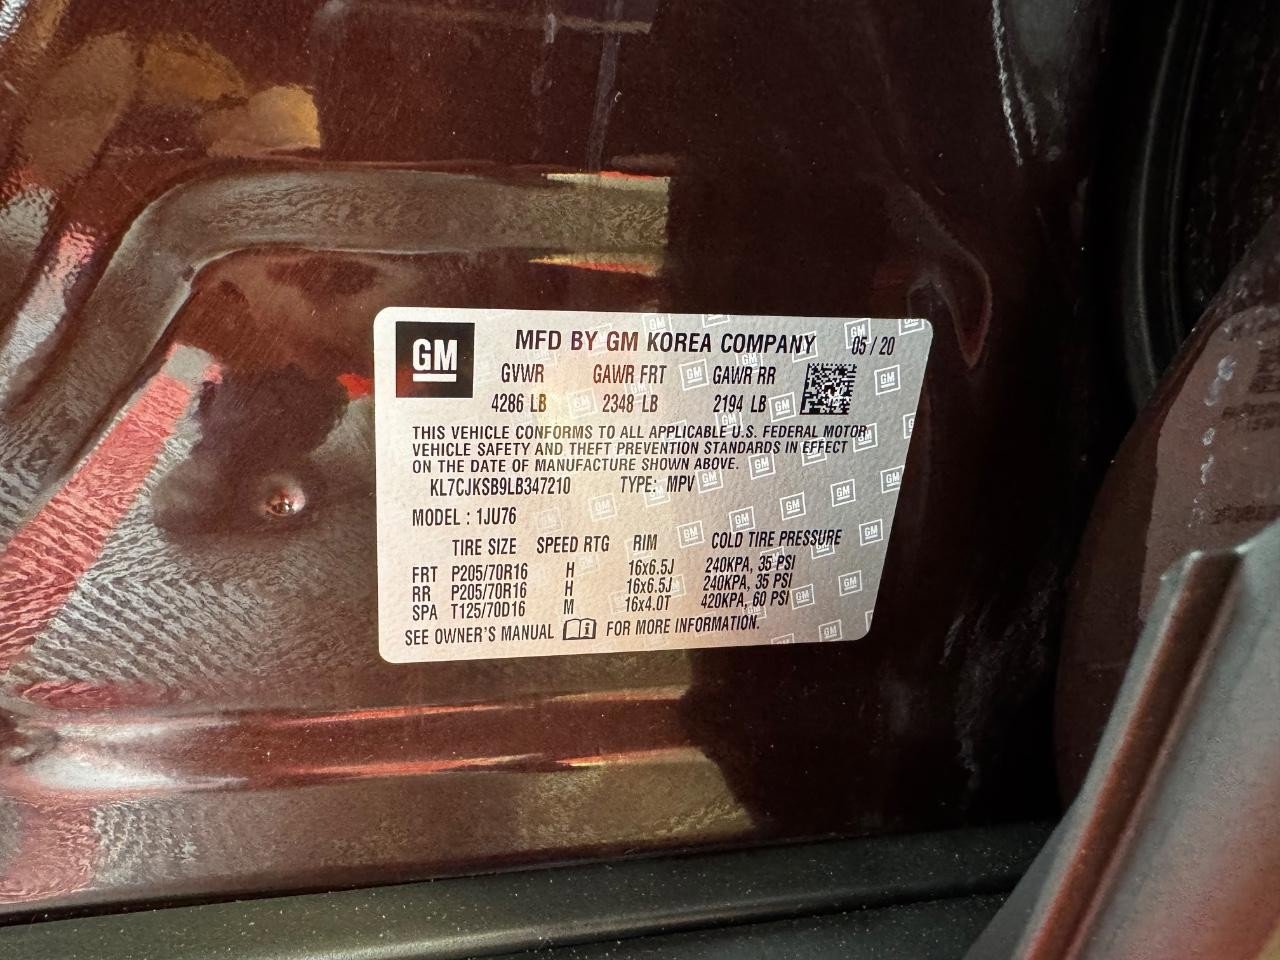 GM MFD BY GM KOREA COMPANY 05 / 20
GVWR GAWR FRT GAWR RR
4286 LB 2348 LB 2194 LB
THIS VEHICLE CONFORMS TO ALL APPLICABLE U.S. FEDERAL MOTOR
VEHICLE SAFETY AND THEFT PREVENTION STANDARDS IN EFFECT
ON THE DATE OF MANUFACTURE SHOWN ABOVE.
KL7CJKSB9LB347210 TYPE: MPV
MODEL : 1JU76
TIRE SIZE SPEED RTG RIM COLD TIRE PRESSURE
FRT P205/70R16 H 16x6.5J 240KPA, 35 PSI
RR P205/70R16 H 16x6.5J 240KPA, 35 PSI
SPA T125/70D16 M 16x4.0T 420KPA, 60 PSI
SEE OWNER'S MANUAL FOR MORE INFORMATION.